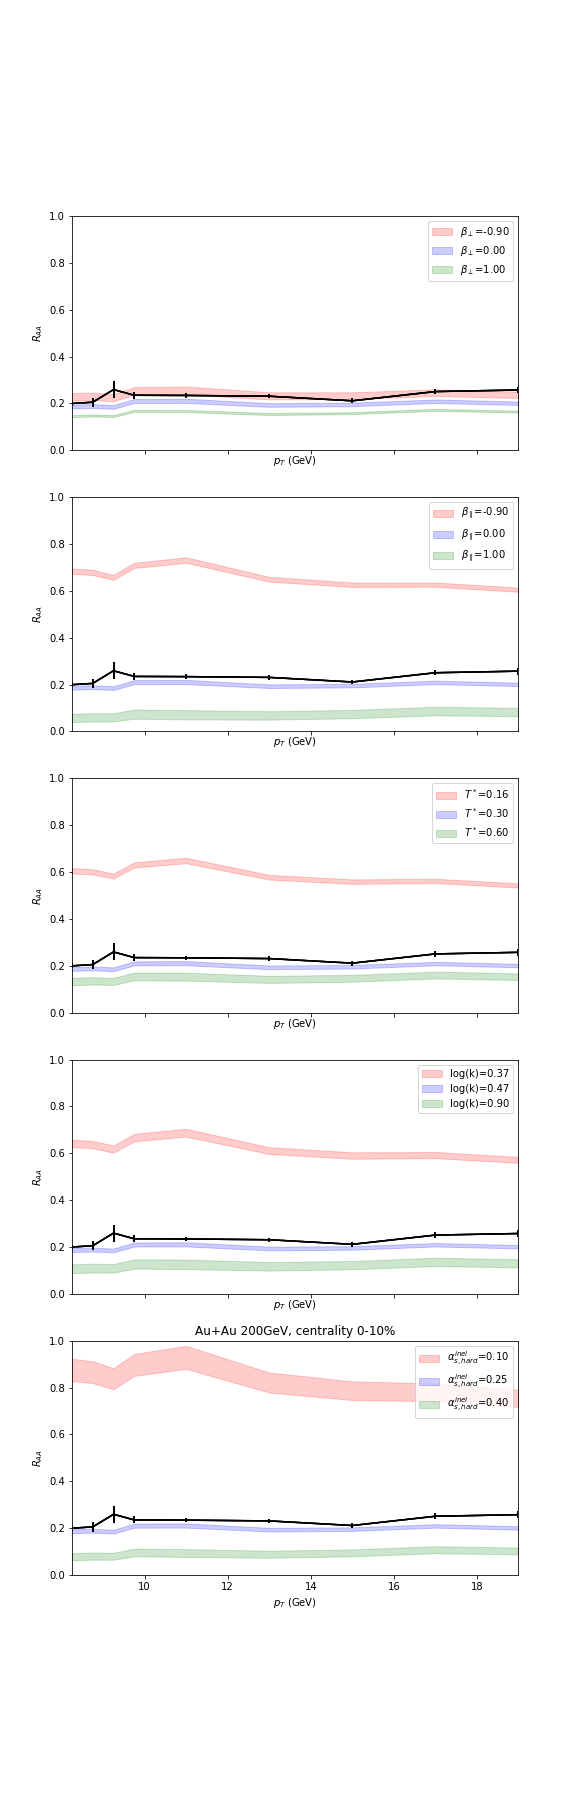 1.0
0.8
0.6
0.4
0.2
0.0
R_AA
β⊥=-0.90
β⊥=0.00
β⊥=1.00
p_T (GeV)
1.0
0.8
0.6
0.4
0.2
0.0
R_AA
β∥=-0.90
β∥=0.00
β∥=1.00
p_T (GeV)
1.0
0.8
0.6
0.4
0.2
0.0
R_AA
T*=0.16
T*=0.30
T*=0.60
p_T (GeV)
1.0
0.8
0.6
0.4
0.2
0.0
R_AA
log(k)=0.37
log(k)=0.47
log(k)=0.90
p_T (GeV)
Au+Au 200GeV, centrality 0-10%
1.0
0.8
0.6
0.4
0.2
0.0
R_AA
α_{s,hard}^{inel}=0.10
α_{s,hard}^{inel}=0.25
α_{s,hard}^{inel}=0.40
10 12 14 16 18
p_T (GeV)